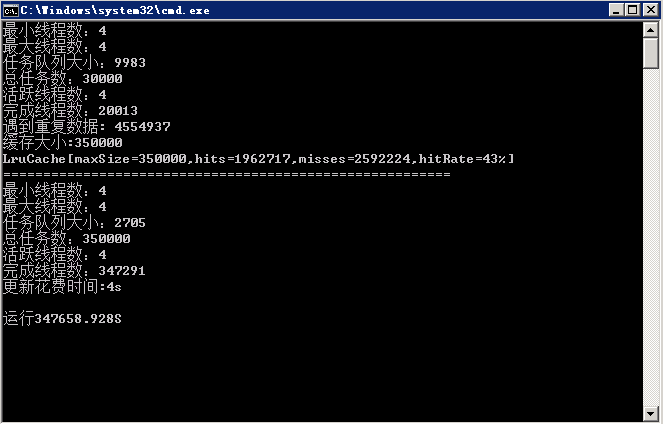 C:\Windows\system32\cmd.exe
最小线程数：4
最大线程数：4
任务队列大小：9983
总任务数：30000
活跃线程数：4
完成线程数：20013
遇到重复数据：4554937
缓存大小:350000
LruCache[maxSize=350000,hits=1962717,misses=2592224,hitRate=43%]
========================================================
最小线程数：4
最大线程数：4
任务队列大小：2705
总任务数：350000
活跃线程数：4
完成线程数：347291
更新花费时间:4s
运行347658.928S